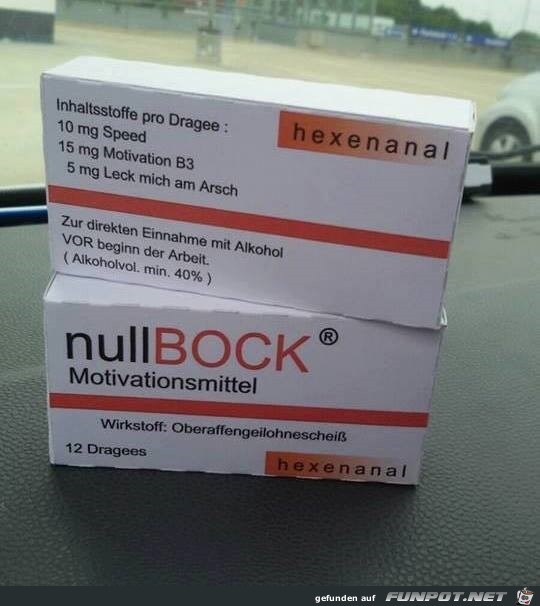 Inhaltsstoffe pro Dragee :
10 mg Speed
15 mg Motivation B3
5 mg Leck mich am Arsch
hexenanal
Zur direkten Einnahme mit Alkohol
VOR beginn der Arbeit.
( Alkoholvol. min. 40% )
nullBOCK ®
Motivationsmittel
Wirkstoff: Oberaffengeilohnescheiß
12 Dragees
hexenanal
gefunden auf FUNPOT.NET